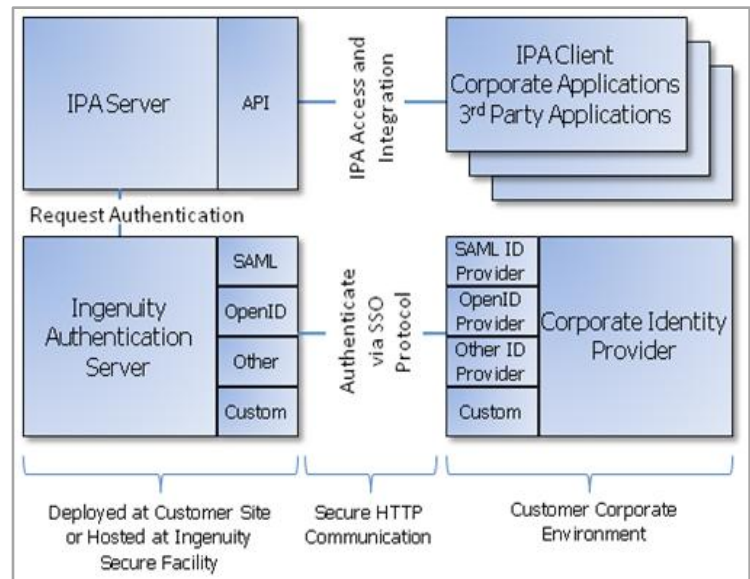 IPA Server
API
IPA Access and
Integration
IPA Client
Corporate Applications
3rd Party Applications
Request Authentication
Ingenuity
Authentication
Server
SAML
OpenID
Other
Custom
Authenticate
via SSO
Protocol
SAML ID
Provider
OpenID
Provider
Other ID
Provider
Custom
Corporate Identity
Provider
Deployed at Customer Site
or Hosted at Ingenuity
Secure Facility
Secure HTTP
Communication
Customer Corporate
Environment